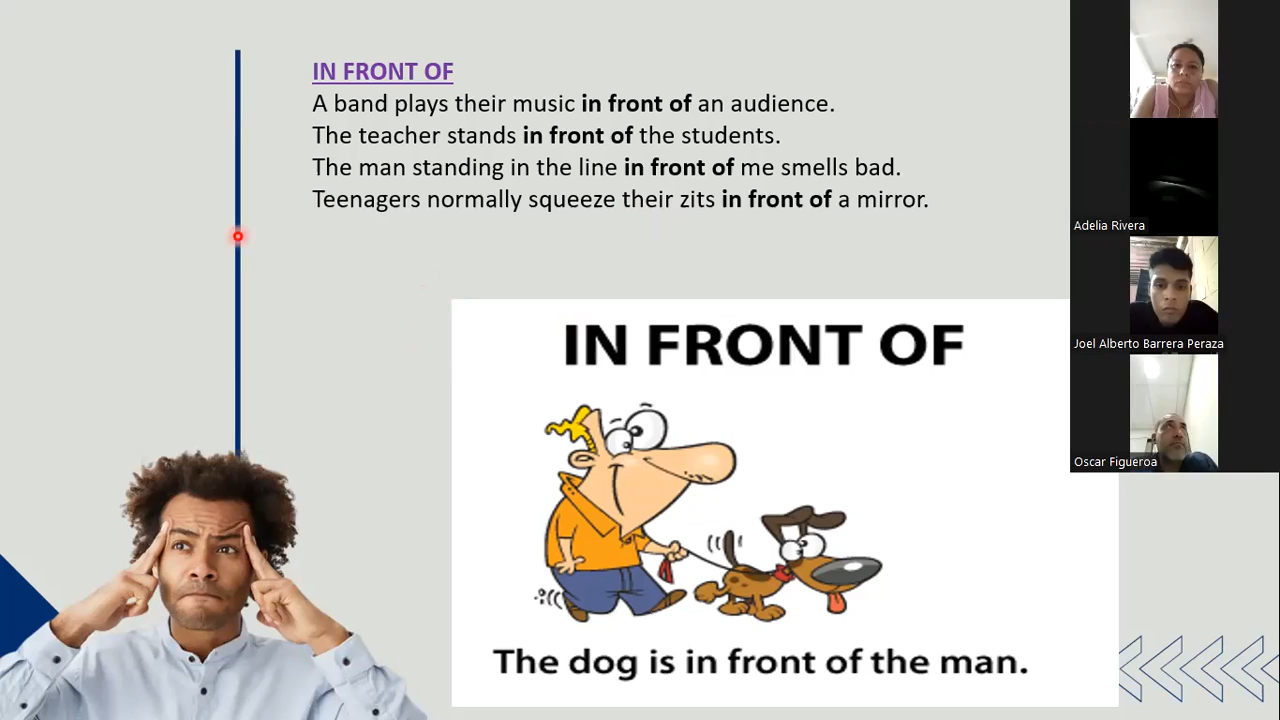 IN FRONT OF
A band plays their music in front of an audience.
The teacher stands in front of the students.
The man standing in the line in front of me smells bad.
Teenagers normally squeeze their zits in front of a mirror.
IN FRONT OF
The dog is in front of the man.
Adelia Rivera
Joel Alberto Barrera Peraza
Oscar Figueroa